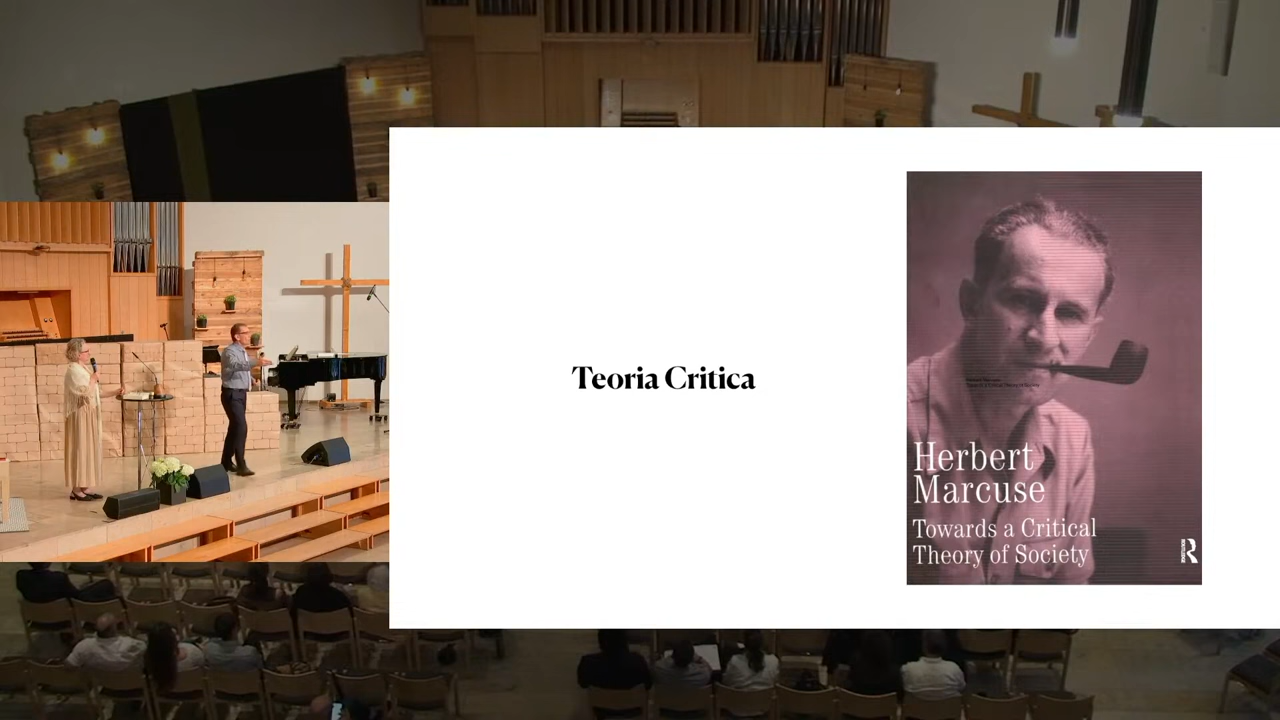 Teoria Critica
Herbert
Marcuse
Towards a Critical
Theory of Society